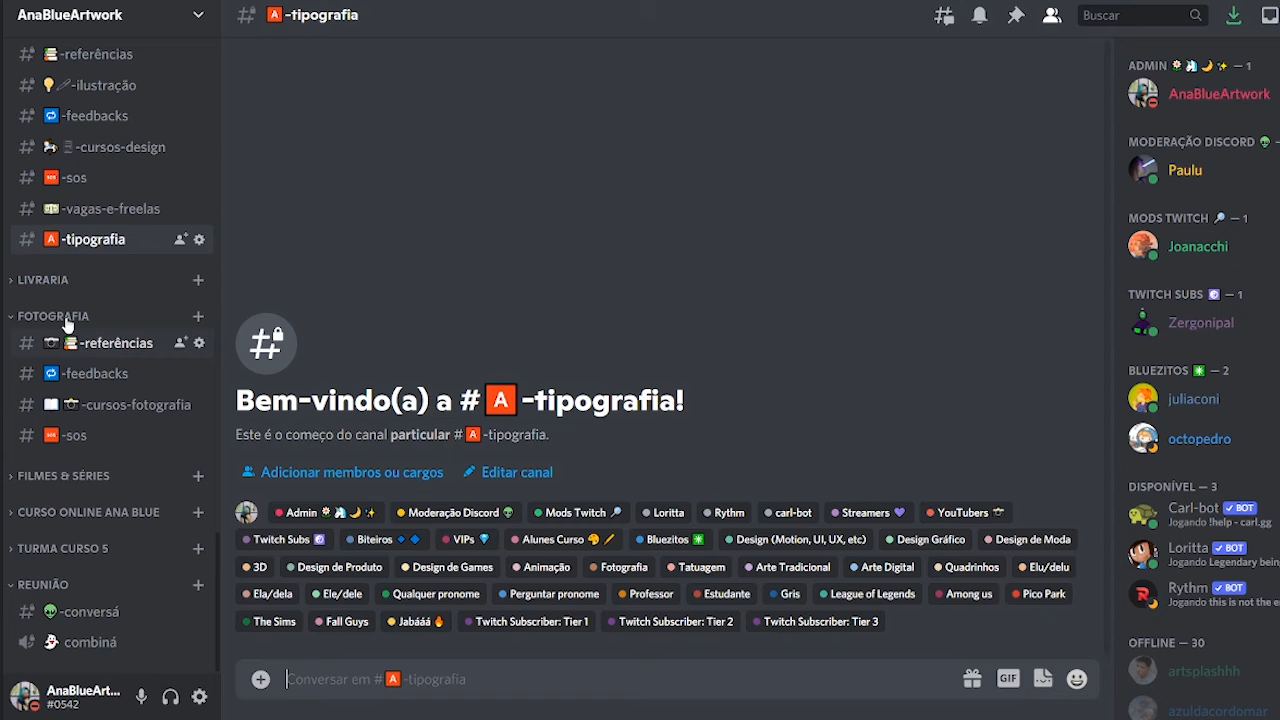 AnaBlueArtwork
-referências
-ilustração
-feedbacks
-cursos-design
-sos
-vagas-e-freelas
-tipografia
LIVRARIA
FOTOGRAFIA
-referências
-feedbacks
-cursos-fotografia
-sos
FILMES & SÉRIES
CURSO ONLINE ANA BLUE
TURMA CURSO 5
REUNIÃO
-conversá
combiná
AnaBlueArt...
#0542
# A -tipografia
Buscar
Bem-vindo(a) a # A -tipografia!
Este é o começo do canal particular # A -tipografia.
Adicionar membros ou cargos Editar canal
Admin Moderação Discord Mods Twitch Loritta Rythm carl-bot Streamers YouTubers
Twitch Subs Biteiros VIPs Alunes Curso Bluezitos Design (Motion, UI, UX, etc) Design Gráfico Design de Moda
3D Design de Produto Design de Games Animação Fotografia Tatuagem Arte Tradicional Arte Digital Quadrinhos Elu/delu
Ela/dela Ele/dele Qualquer pronome Perguntar pronome Professor Estudante Gris League of Legends Among us Pico Park
The Sims Fall Guys Jabááá Twitch Subscriber: Tier 1 Twitch Subscriber: Tier 2 Twitch Subscriber: Tier 3
Conversar em # A -tipografia
GIF
ADMIN — 1
AnaBlueArtwork
MODERAÇÃO DISCORD -
Paulu
MODS TWITCH — 1
Joanacchi
TWITCH SUBS — 1
Zergonipal
BLUEZITOS — 2
juliaconi
octopedro
DISPONÍVEL — 3
Carl-bot BOT
Jogando !help - carl.gg
Loritta BOT
Jogando Legendary bein
Rythm BOT
Jogando this is not the e
OFFLINE — 30
artsplashhh
azuldacordomar